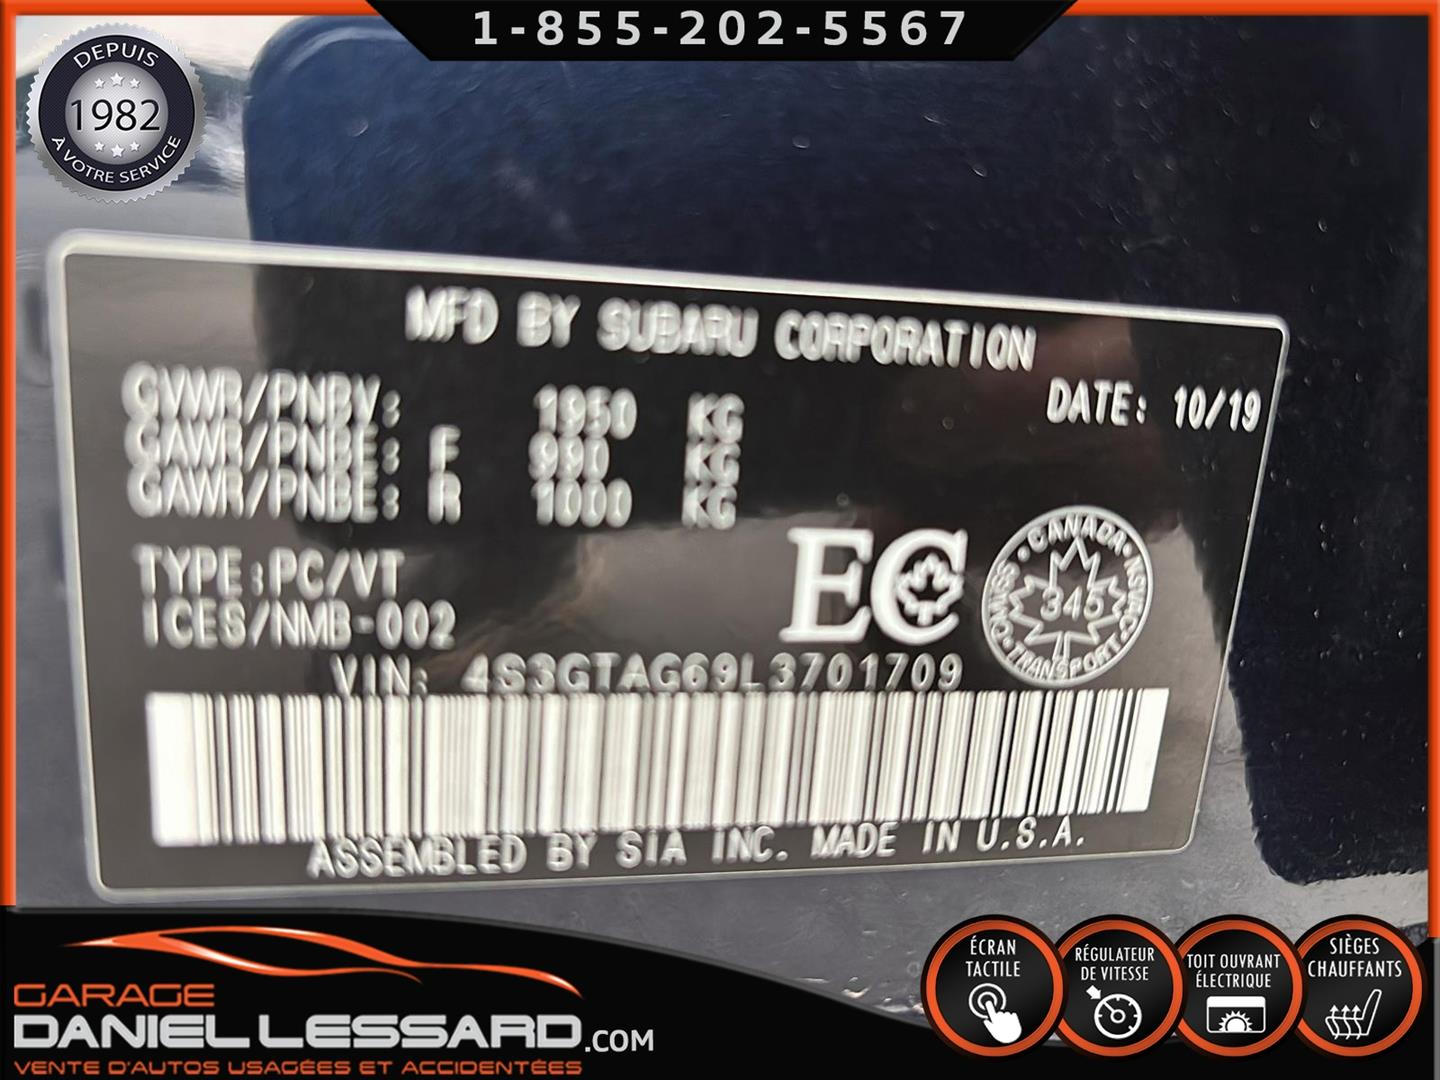 1-855-202-5567
DEPUIS
1982
À VOTRE SERVICE
MFD BY SUBARU CORPORATION
DATE: 10/19
GVWR/PNBV: 1950 KG
GAWR/PNBE: F 990 KG
GAWR/PNBE: R 1000 KG
TYPE:PC/VT
ICES/NMB-002
EC
CANADA
345
TRANSPORT
VIN: 4S3GTAG69L3701709
ASSEMBLED BY SIA INC. MADE IN U.S.A.
GARAGE
DANIEL LESSARD.COM
VENTE D'AUTOS USAGÉES ET ACCIDENTÉES
ÉCRAN
TACTILE
RÉGULATEUR
DE VITESSE
TOIT OUVRANT
ÉLECTRIQUE
SIÈGES
CHAUFFANTS